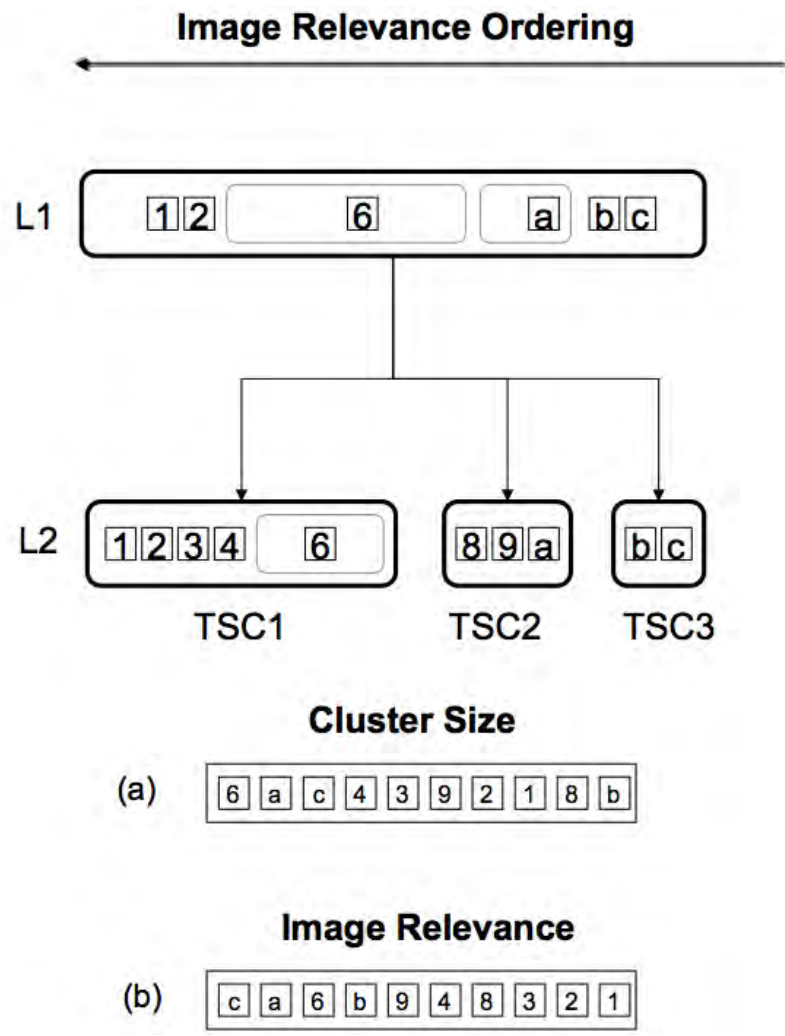 Image Relevance Ordering
L1 1 2 6 a b c
L2 1 2 3 4 6 8 9 a b c
TSC1 TSC2 TSC3
Cluster Size
(a) 6 a c 4 3 9 2 1 8 b
Image Relevance
(b) c a 6 b 9 4 8 3 2 1